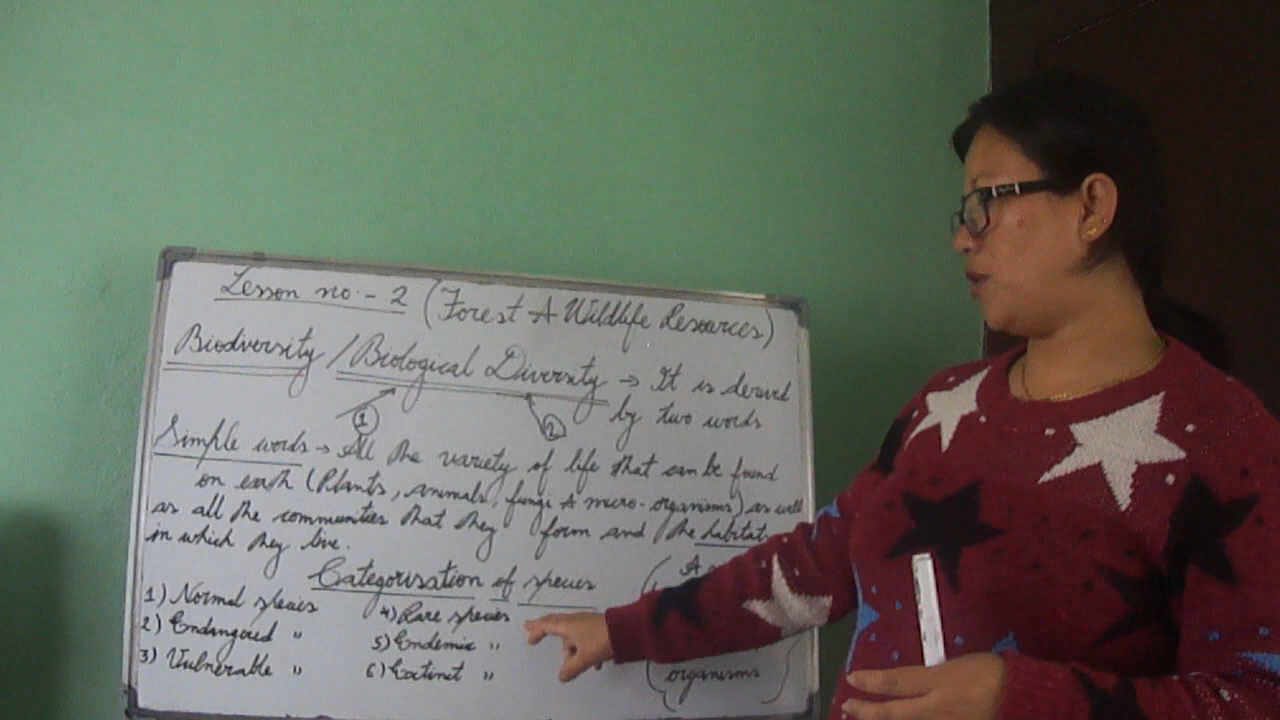 Lesson no.- 2 (Forest & Wildlife Resources)
Biodversity / Biological Diversity → It is derived
by two words
1 2
Simple words → All the variety of life that can be found
on earth (Plants, animals, fungi & micro-organisms) as well
as all the communities that they form and the habitat
in which they live.
Categorisation of species
1) Normal species 4) Rare species
2) Endangered " 5) Endemic "
3) Vulnerable " 6) Extinct "
(A
organisms